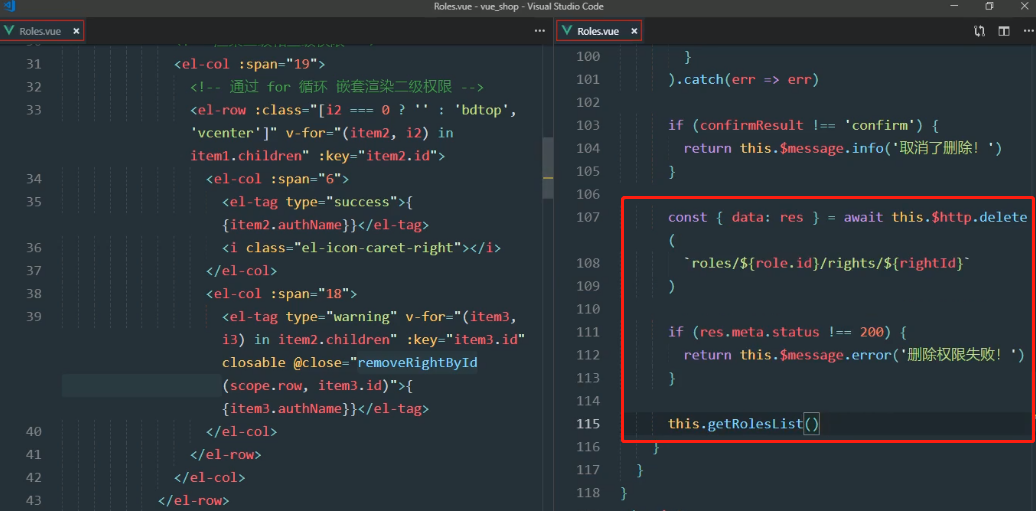 Roles.vue - vue_shop - Visual Studio Code
Roles.vue ×
31 <el-col :span="19">
32 <!-- 通过 for 循环 嵌套渲染二级权限 -->
33 <el-row :class="[i2 === 0 ? '' : 'bdtop',
'vcenter']" v-for="(item2, i2) in
item1.children" :key="item2.id">
34 <el-col :span="6">
35 <el-tag type="success">{
{item2.authName}}</el-tag>
36 <i class="el-icon-caret-right"></i>
37 </el-col>
38 <el-col :span="18">
39 <el-tag type="warning" v-for="(item3,
i3) in item2.children" :key="item3.id"
closable @close="removeRightById
(scope.row, item3.id)">{
{item3.authName}}</el-tag>
40 </el-col>
41 </el-row>
42 </el-col>
43 </el-row>
Roles.vue ×
100 }
101 ).catch(err => err)
102
103 if (confirmResult !== 'confirm') {
104 return this.$message.info('取消了删除！')
105 }
106
107 const { data: res } = await this.$http.delete
(
108 `roles/${role.id}/rights/${rightId}`
109 )
110
111 if (res.meta.status !== 200) {
112 return this.$message.error('删除权限失败！')
113 }
114
115 this.getRolesList()
116 }
117 }
118 }